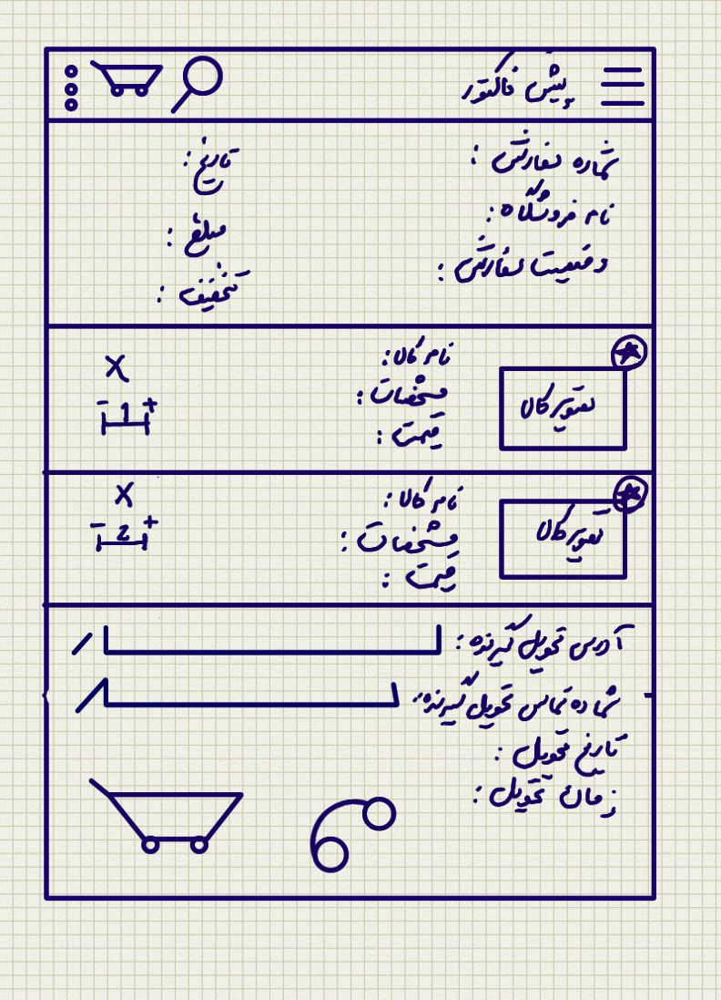 پیش فاکتور
شماره سفارش :
تاریخ :
نام فروشگاه :
مبلغ :
وضعیت سفارش :
تخفیف :
نام کالا :
مشخصات :
قیمت :
تصویر کالا
X
- 1 +
نام کالا :
مشخصات :
قیمت :
تصویر کالا
X
- 2 +
آدرس تحویل گیرنده :
شماره تماس تحویل گیرنده :
تاریخ تحویل :
زمان تحویل :